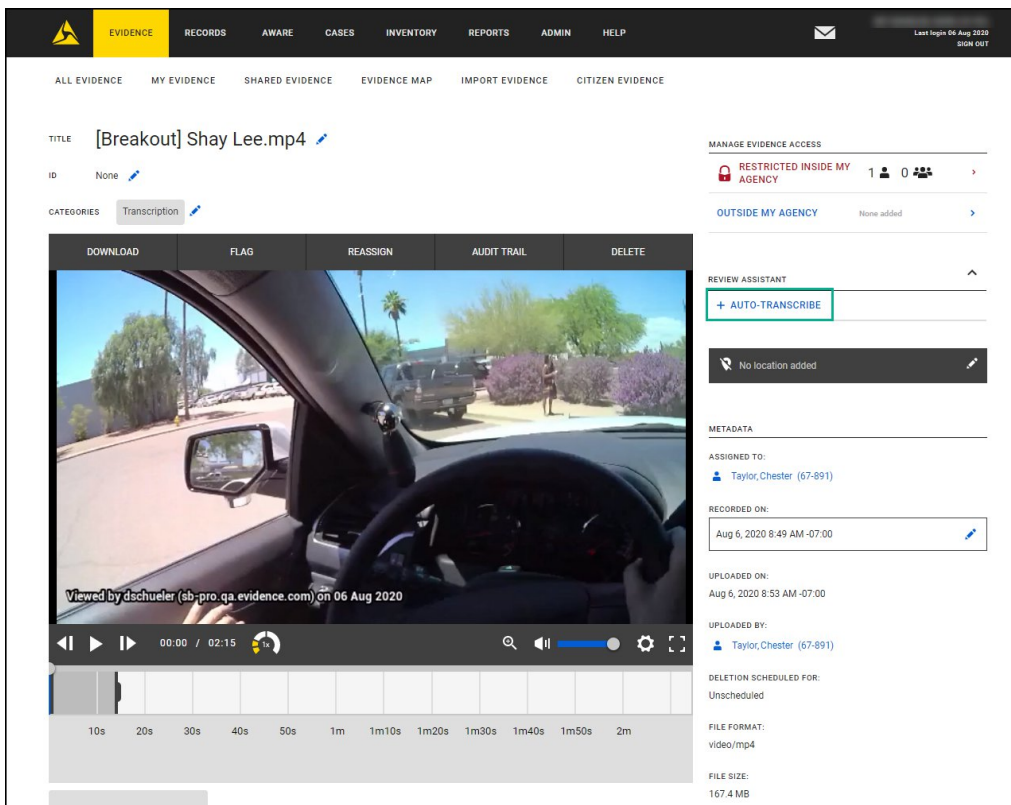 EVIDENCE RECORDS AWARE CASES INVENTORY REPORTS ADMIN HELP
Last login 06 Aug 2020
SIGN OUT
ALL EVIDENCE MY EVIDENCE SHARED EVIDENCE EVIDENCE MAP IMPORT EVIDENCE CITIZEN EVIDENCE
TITLE [Breakout] Shay Lee.mp4
ID None
CATEGORIES Transcription
DOWNLOAD FLAG REASSIGN AUDIT TRAIL DELETE
Viewed by dschueler (sb-pro.qa.evidence.com) on 06 Aug 2020
00:00 / 02:15 1x
10s 20s 30s 40s 50s 1m 1m10s 1m20s 1m30s 1m40s 1m50s 2m
MANAGE EVIDENCE ACCESS
RESTRICTED INSIDE MY
AGENCY 1 0
OUTSIDE MY AGENCY None added
REVIEW ASSISTANT
+ AUTO-TRANSCRIBE
No location added
METADATA
ASSIGNED TO:
Taylor, Chester (67-891)
RECORDED ON:
Aug 6, 2020 8:49 AM -07:00
UPLOADED ON:
Aug 6, 2020 8:53 AM -07:00
UPLOADED BY:
Taylor, Chester (67-891)
DELETION SCHEDULED FOR:
Unscheduled
FILE FORMAT:
video/mp4
FILE SIZE:
167.4 MB